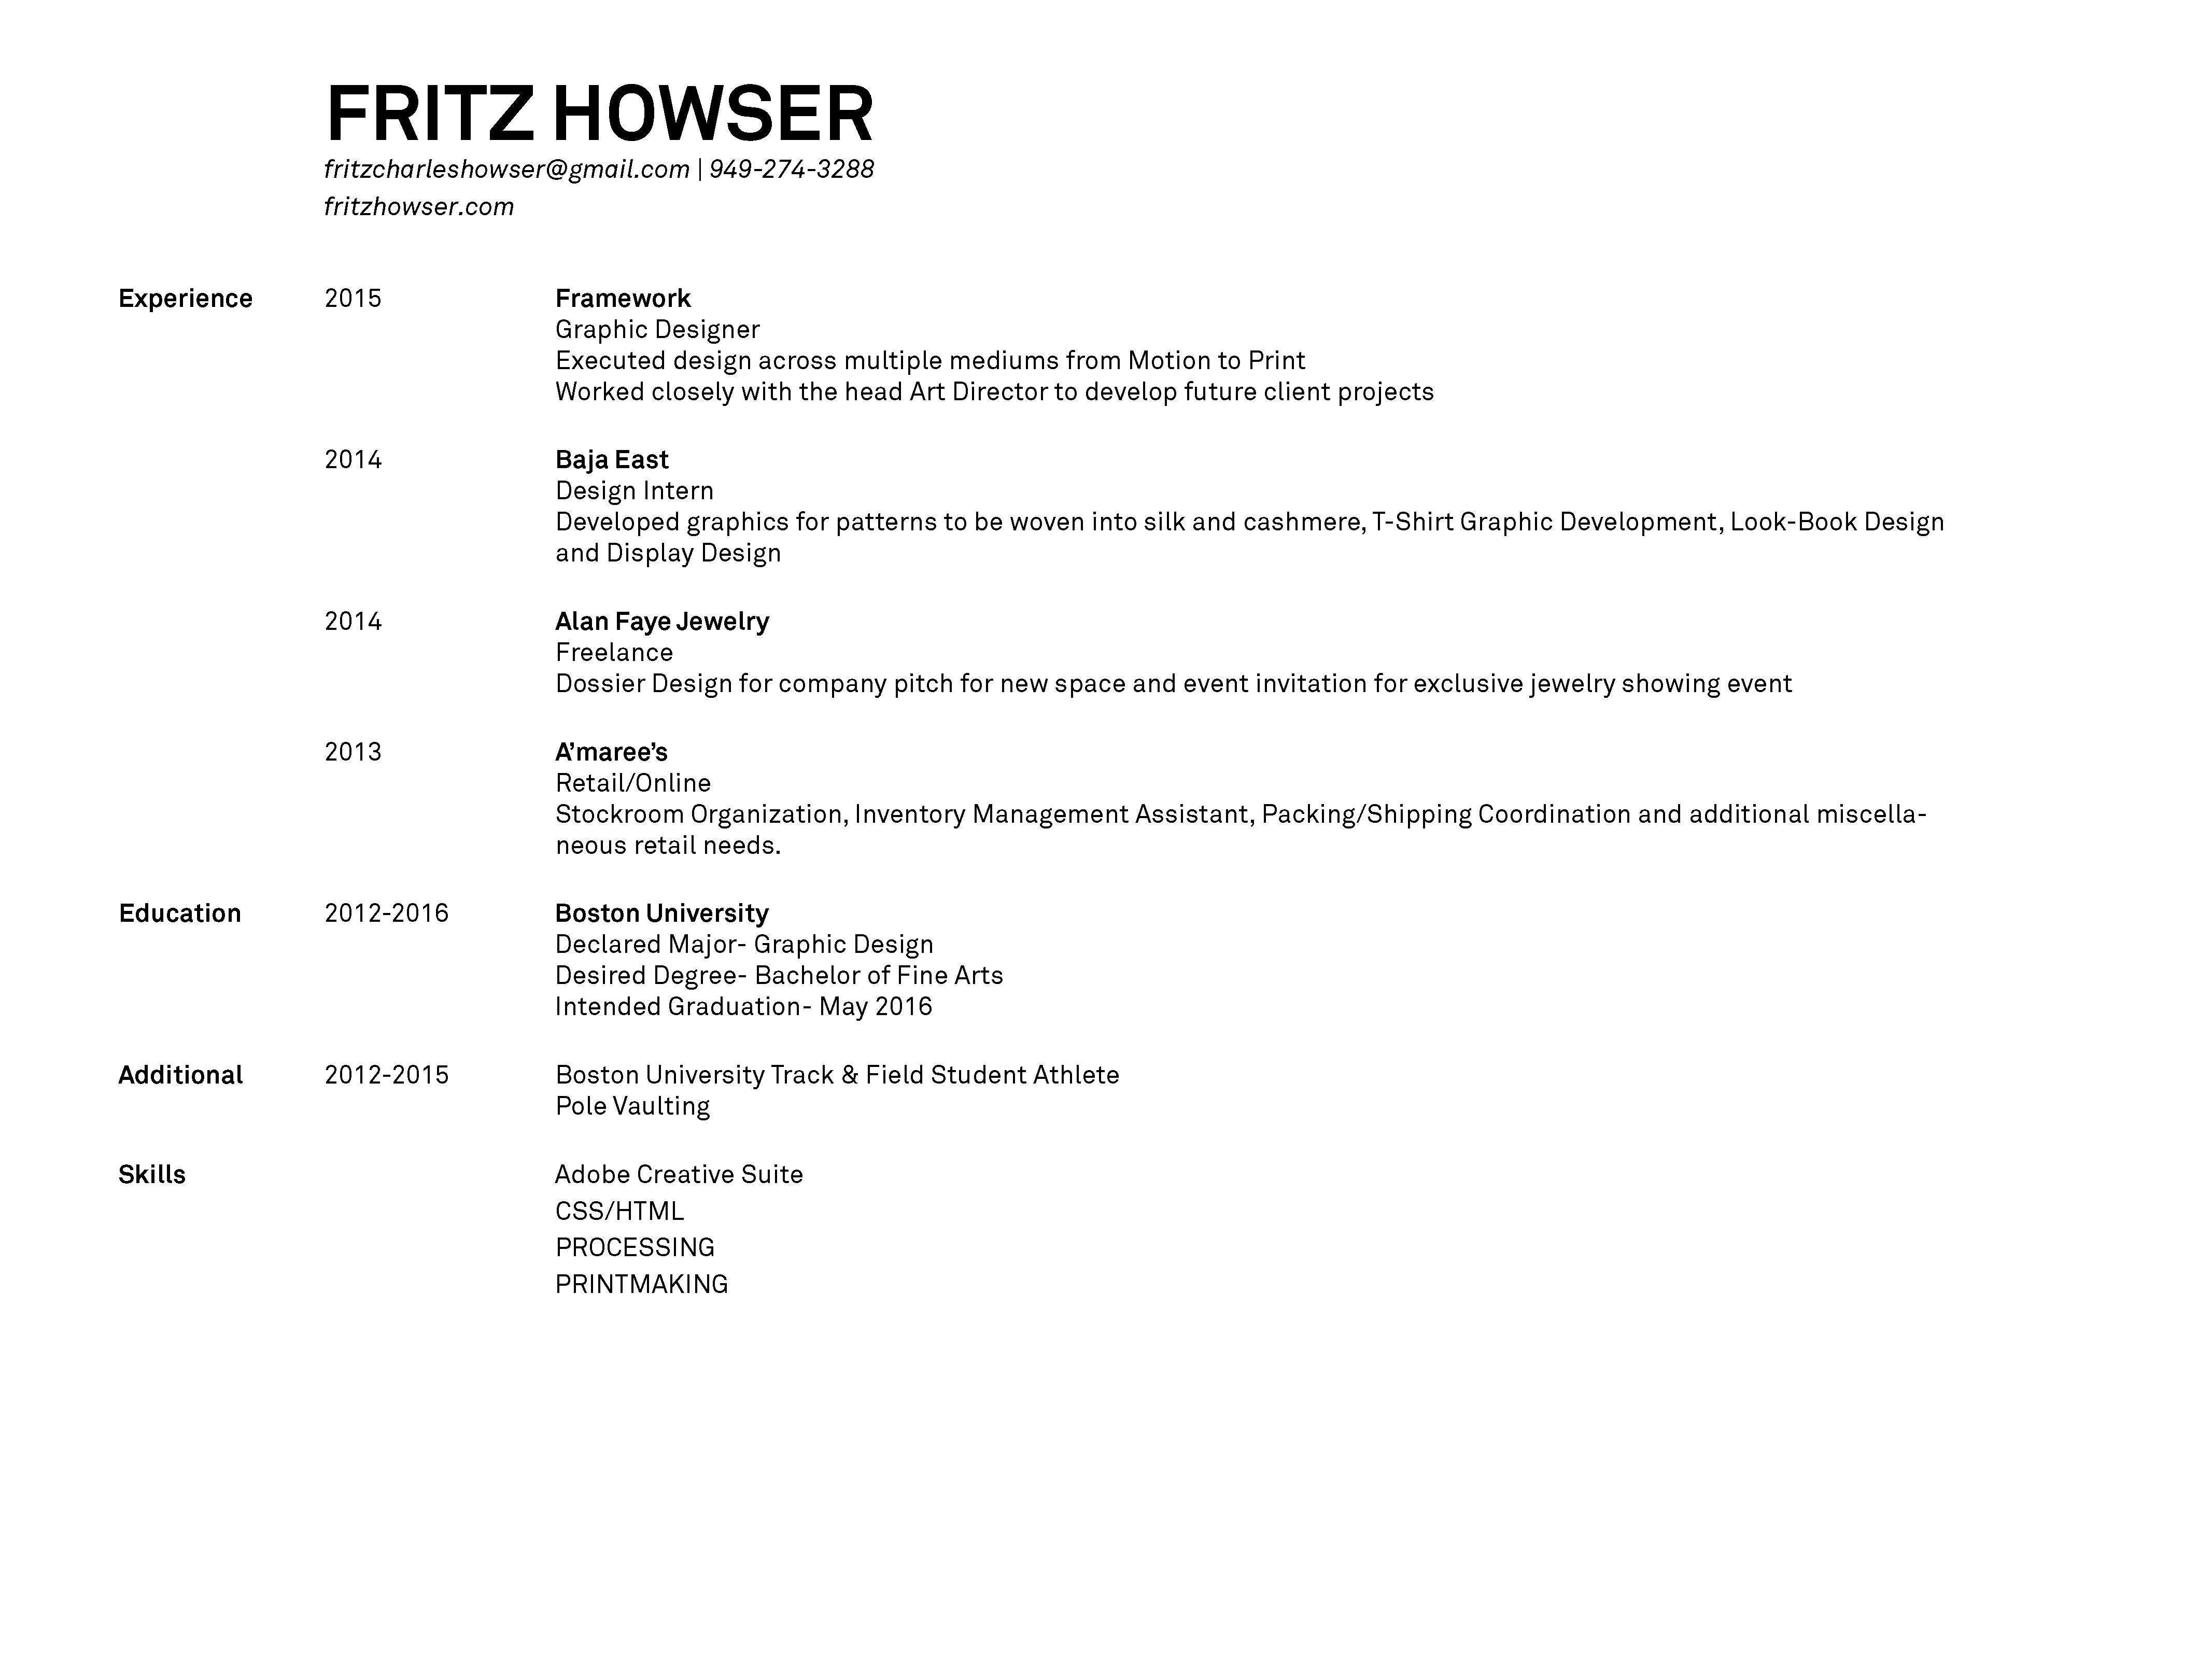 FRITZ HOWSER
fritzcharleshowser@gmail.com | 949-274-3288
fritzhowser.com
Experience 2015 Framework
Graphic Designer
Executed design across multiple mediums from Motion to Print
Worked closely with the head Art Director to develop future client projects
2014 Baja East
Design Intern
Developed graphics for patterns to be woven into silk and cashmere, T-Shirt Graphic Development, Look-Book Design
and Display Design
2014 Alan Faye Jewelry
Freelance
Dossier Design for company pitch for new space and event invitation for exclusive jewelry showing event
2013 A’maree’s
Retail/Online
Stockroom Organization, Inventory Management Assistant, Packing/Shipping Coordination and additional miscella-
neous retail needs.
Education 2012-2016 Boston University
Declared Major- Graphic Design
Desired Degree- Bachelor of Fine Arts
Intended Graduation- May 2016
Additional 2012-2015 Boston University Track & Field Student Athlete
Pole Vaulting
Skills Adobe Creative Suite
CSS/HTML
PROCESSING
PRINTMAKING